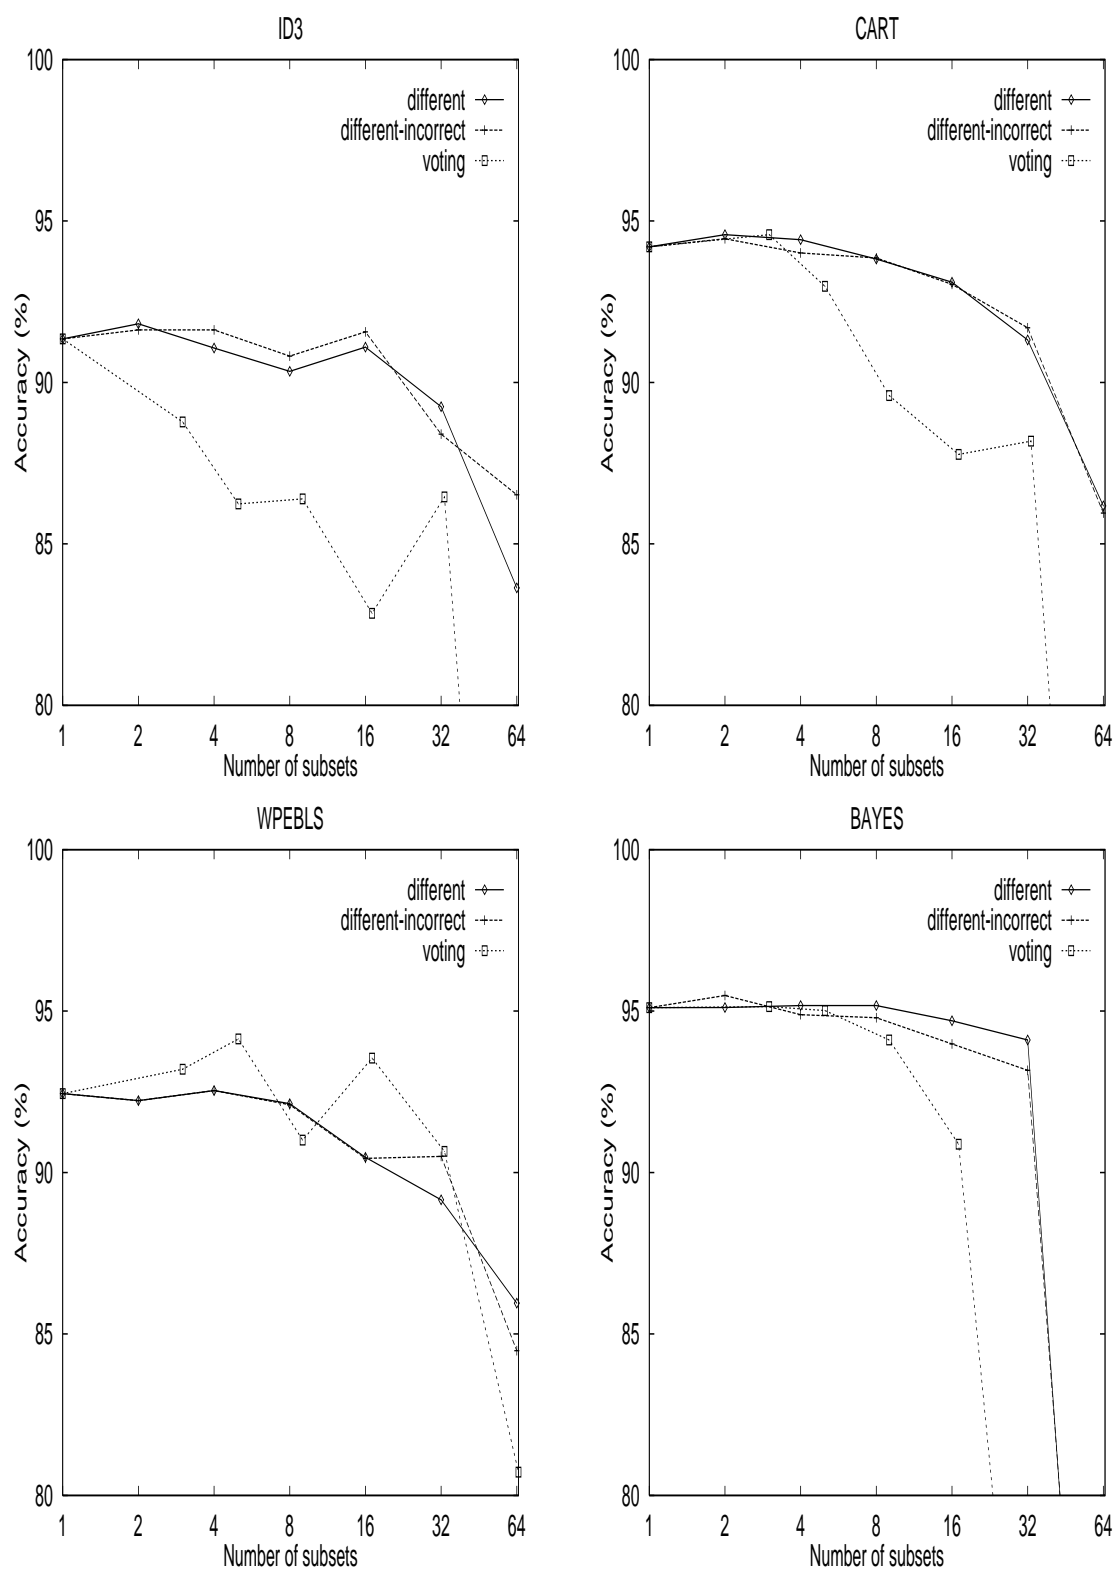 ID3
100
different
different-incorrect
voting
95
90
85
80
Accuracy (%)
1 2 4 8 16 32 64
Number of subsets
CART
100
different
different-incorrect
voting
95
90
85
80
Accuracy (%)
1 2 4 8 16 32 64
Number of subsets
WPEBLS
100
different
different-incorrect
voting
95
90
85
80
Accuracy (%)
1 2 4 8 16 32 64
Number of subsets
BAYES
100
different
different-incorrect
voting
95
90
85
80
Accuracy (%)
1 2 4 8 16 32 64
Number of subsets